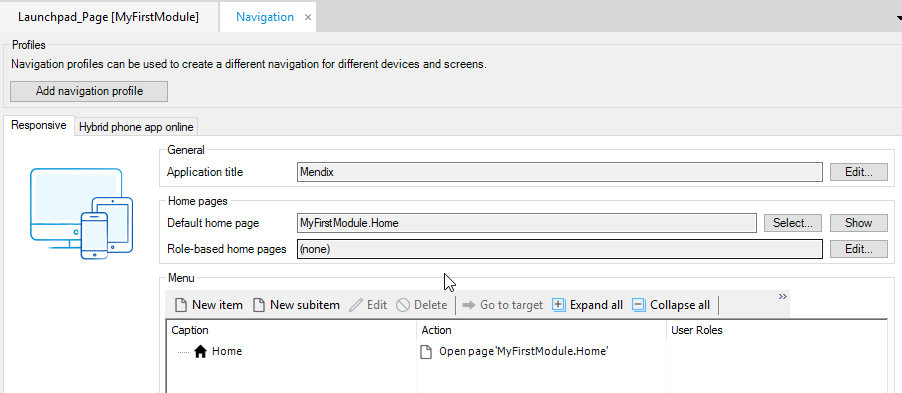 Launchpad_Page [MyFirstModule] Navigation ×
Profiles
Navigation profiles can be used to create a different navigation for different devices and screens.
Add navigation profile
Responsive Hybrid phone app online
General
Application title Mendix Edit...
Home pages
Default home page MyFirstModule.Home Select... Show
Role-based home pages (none) Edit...
Menu
New item New subitem Edit Delete Go to target Expand all Collapse all »
Caption Action User Roles
Home Open page 'MyFirstModule.Home'